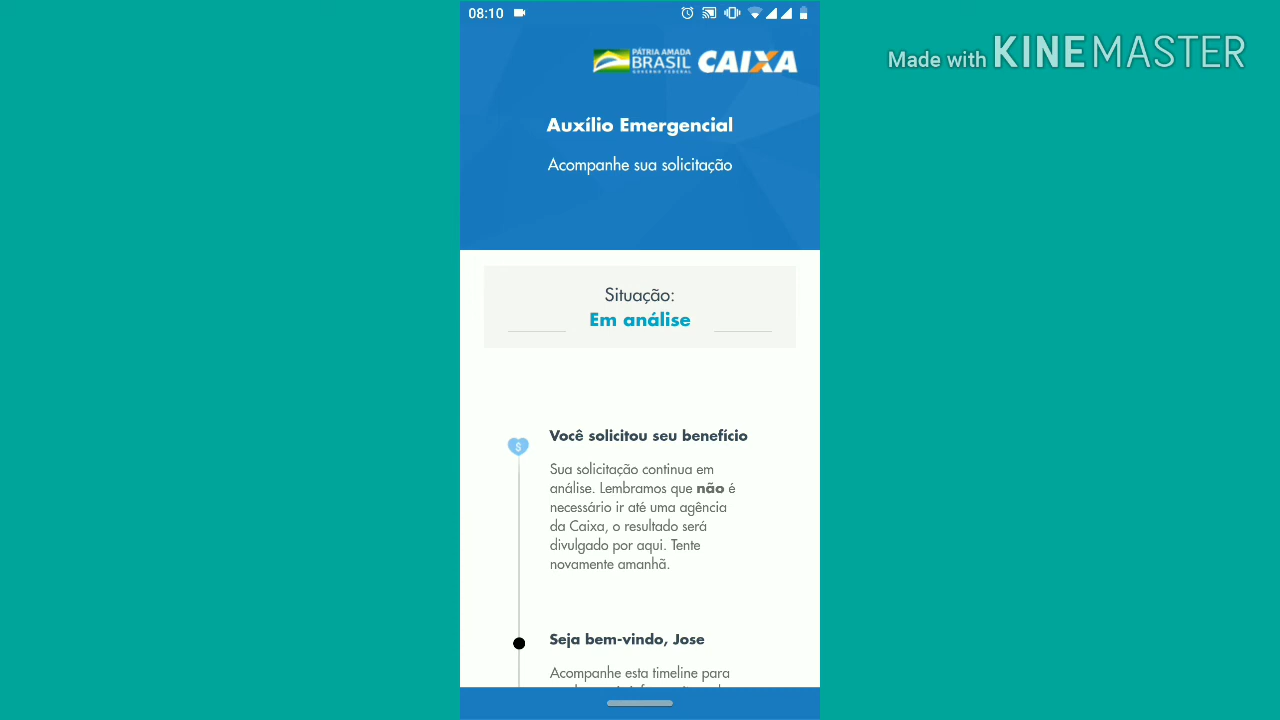 08:10
Made with KINEMASTER
PÁTRIA AMADA
BRASIL
GOVERNO FEDERAL
CAIXA
Auxílio Emergencial
Acompanhe sua solicitação
Situação:
Em análise
Você solicitou seu benefício
$
Sua solicitação continua em
análise. Lembramos que não é
necessário ir até uma agência
da Caixa, o resultado será
divulgado por aqui. Tente
novamente amanhã.
Seja bem-vindo, Jose
Acompanhe esta timeline para